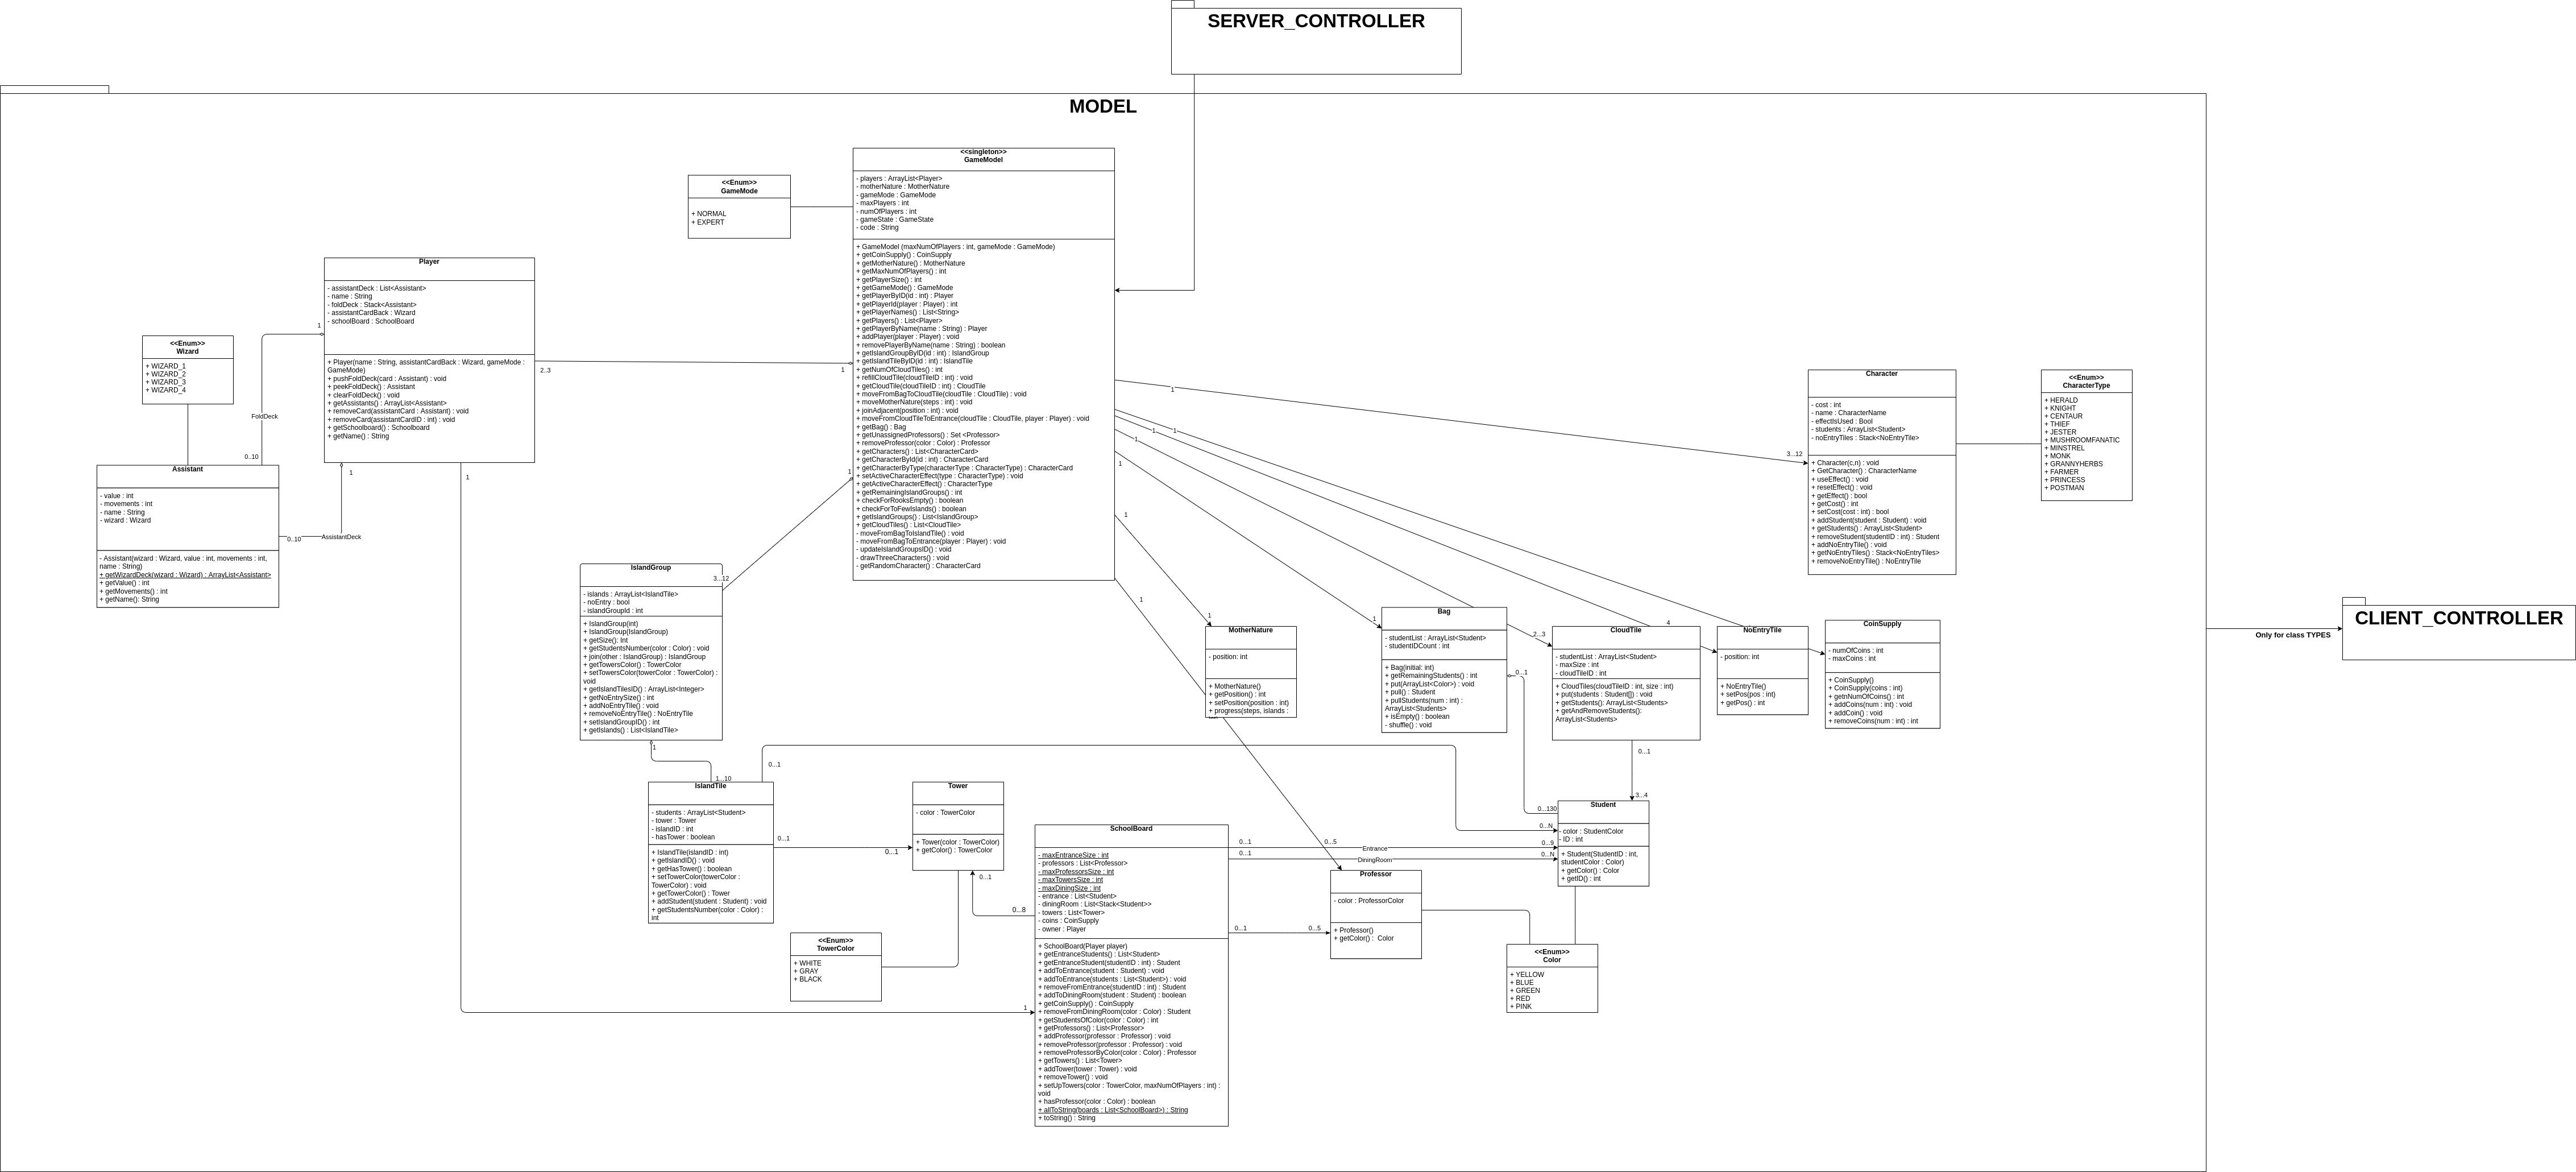 SERVER_CONTROLLER
MODEL
<<Enum>>
GameMode
+ NORMAL
+ EXPERT
<<singleton>>
GameModel
- players : ArrayList<Player>
- motherNature : MotherNature
- gameMode : GameMode
- maxPlayers : int
- numOfPlayers : int
- gameState : GameState
- code : String
+ GameModel (maxNumOfPlayers : int, gameMode : GameMode)
+ getCoinSupply() : CoinSupply
+ getMotherNature() : MotherNature
+ getMaxNumOfPlayers() : int
+ getPlayerSize() : int
+ getGameMode() : GameMode
+ getPlayerByID(id : int) : Player
+ getPlayerId(player : Player) : int
+ getPlayerNames() : List<String>
+ getPlayers() : List<Player>
+ getPlayerByName(name : String) : Player
+ addPlayer(player : Player) : void
+ removePlayerByName(name : String) : boolean
+ getIslandGroupByID(id : int) : IslandGroup
+ getIslandTileByID(id : int) : IslandTile
+ getNumOfCloudTiles() : int
+ refillCloudTile(cloudTileID : int) : void
+ getCloudTile(cloudTileID : int) : CloudTile
+ moveFromBagToCloudTile(cloudTile : CloudTile) : void
+ moveMotherNature(steps : int) : void
+ joinAdjacent(position : int) : void
+ moveFromCloudTileToEntrance(cloudTile : CloudTile, player : Player) : void
+ getBag() : Bag
+ getUnassignedProfessors() : Set <Professor>
+ removeProfessor(color : Color) : Professor
+ getCharacters() : List<CharacterCard>
+ getCharacterById(id : int) : CharacterCard
+ getCharacterByType(characterType : CharacterType) : CharacterCard
+ setActiveCharacterEffect(type : CharacterType) : void
+ getActiveCharacterEffect() : CharacterType
+ getRemainingIslandGroups() : int
+ checkForRooksEmpty() : boolean
+ checkForToFewIslands() : boolean
+ getIslandGroups() : List<IslandGroup>
+ getCloudTiles() : List<CloudTile>
- moveFromBagToIslandTile() : void
- moveFromBagToEntrance(player : Player) : void
- updateIslandGroupsID() : void
- drawThreeCharacters() : void
- getRandomCharacter() : CharacterCard
Player
- assistantDeck : List<Assistant>
- name : String
- foldDeck : Stack<Assistant>
- assistantCardBack : Wizard
- schoolBoard : SchoolBoard
+ Player(name : String, assistantCardBack : Wizard, gameMode :
GameMode)
+ pushFoldDeck(card : Assistant) : void
+ peekFoldDeck() : Assistant
+ clearFoldDeck() : void
+ getAssistants() : ArrayList<Assistant>
+ removeCard(assistantCard : Assistant) : void
+ removeCard(assistantCardID : int) : void
+ getSchoolboard() : Schoolboard
+ getName() : String
<<Enum>>
Wizard
+ WIZARD_1
+ WIZARD_2
+ WIZARD_3
+ WIZARD_4
1
FoldDeck
0..10
2..3
1
Assistant
- value : int
- movements : int
- name : String
- wizard : Wizard
- Assistant(wizard : Wizard, value : int, movements : int,
name : String)
+ getWizardDeck(wizard : Wizard) : ArrayList<Assistant>
+ getValue() : int
+ getMovements() : int
+ getName(): String
1
0..10
AssistantDeck
1
1
3...12
IslandGroup
- islands : ArrayList<IslandTile>
- noEntry : bool
- islandGroupId : int
+ IslandGroup(int)
+ IslandGroup(IslandGroup)
+ getSize(): Int
+ getStudentsNumber(color : Color) : void
+ join(other : IslandGroup) : IslandGroup
+ getTowersColor() : TowerColor
+ setTowersColor(towerColor : TowerColor) :
void
+ getIslandTilesID() : ArrayList<Integer>
+ getNoEntrySize() : int
+ addNoEntryTile() : void
+ removeNoEntryTile() : NoEntryTile
+ setIslandGroupID() : int
+ getIslands() : List<IslandTile>
1
1...10
Character
- cost : int
- name : CharacterName
- effectIsUsed : Bool
- students : ArrayList<Student>
- noEntryTiles : Stack<NoEntryTile>
+ Character(c,n) : void
+ GetCharacter() : CharacterName
+ useEffect() : void
+ resetEffect() : void
+ getEffect() : bool
+ getCost() : int
+ setCost(cost : int) : bool
+ addStudent(student : Student) : void
+ getStudents() : ArrayList<Student>
+ removeStudent(studentID : int) : Student
+ addNoEntryTile() : void
+ getNoEntryTiles() : Stack<NoEntryTiles>
+ removeNoEntryTile() : NoEntryTile
<<Enum>>
CharacterType
+ HERALD
+ KNIGHT
+ CENTAUR
+ THIEF
+ JESTER
+ MUSHROOMFANATIC
+ MINSTREL
+ MONK
+ GRANNYHERBS
+ FARMER
+ PRINCESS
+ POSTMAN
1
3...12
1
1
1
1
1
1
1
1
2...3
4
MotherNature
- position: int
+ MotherNature()
+ getPosition() : int
+ setPosition(position : int)
+ progress(steps, islands :
Bag
- studentList : ArrayList<Student>
- studentIDCount : int
+ Bag(initial: int)
+ getRemainingStudents() : int
+ put(ArrayList<Color>) : void
+ pull() : Student
+ pullStudents(num : int) :
ArrayList<Students>
+ isEmpty() : boolean
- shuffle() : void
0...1
CloudTile
- studentList : ArrayList<Student>
- maxSize : int
- cloudTileID : int
+ CloudTiles(cloudTileID : int, size : int)
+ put(students : Student[]) : void
+ getStudents(): ArrayList<Students>
+ getAndRemoveStudents():
ArrayList<Students>
NoEntryTile
- position: int
+ NoEntryTile()
+ setPos(pos : int)
+ getPos() : int
CoinSupply
- numOfCoins : int
- maxCoins : int
+ CoinSupply()
+ CoinSupply(coins : int)
+ getnNumOfCoins() : int
+ addCoins(num : int) : void
+ addCoin() : void
+ removeCoins(num : int) : int
CLIENT_CONTROLLER
Only for class TYPES
0...1
3...4
IslandTile
- students : ArrayList<Student>
- tower : Tower
- islandID : int
- hasTower : boolean
+ IslandTile(islandID : int)
+ getIslandID() : void
+ getHasTower() : boolean
+ setTowerColor(towerColor :
TowerColor) : void
+ getTowerColor() : Tower
+ addStudent(student : Student) : void
+ getStudentsNumber(color : Color) :
int
0...1
0...1
0...1
Tower
- color : TowerColor
+ Tower(color : TowerColor)
+ getColor() : TowerColor
0...1
0...8
<<Enum>>
TowerColor
+ WHITE
+ GRAY
+ BLACK
SchoolBoard
- maxEntranceSize : int
- professors : List<Professor>
- maxProfessorsSize : int
- maxTowersSize : int
- maxDiningSize : int
- entrance : List<Student>
- diningRoom : List<Stack<Student>>
- towers : List<Tower>
- coins : CoinSupply
- owner : Player
+ SchoolBoard(Player player)
+ getEntranceStudents() : List<Student>
+ getEntranceStudent(studentID : int) : Student
+ addToEntrance(student : Student) : void
+ addToEntrance(students : List<Student>) : void
+ removeFromEntrance(studentID : int) : Student
+ addToDiningRoom(student : Student) : boolean
+ getCoinSupply() : CoinSupply
+ removeFromDiningRoom(color : Color) : Student
+ getStudentsOfColor(color : Color) : int
+ getProfessors() : List<Professor>
+ addProfessor(professor : Professor) : void
+ removeProfessor(professor : Professor) : void
+ removeProfessorByColor(color : Color) : Professor
+ getTowers() : List<Tower>
+ addTower(tower : Tower) : void
+ removeTower() : void
+ setUpTowers(color : TowerColor, maxNumOfPlayers : int) :
void
+ hasProfessor(color : Color) : boolean
+ allToString(boards : List<SchoolBoard>) : String
+ toString() : String
1
0...1
0...5
Entrance
0...9
0...1
DiningRoom
0...N
0...N
0...130
0...1
0...5
Professor
- color : ProfessorColor
+ Professor()
+ getColor() : Color
Student
- color : StudentColor
- ID : int
+ Student(StudentID : int,
studentColor : Color)
+ getColor() : Color
+ getID() : int
<<Enum>>
Color
+ YELLOW
+ BLUE
+ GREEN
+ RED
+ PINK